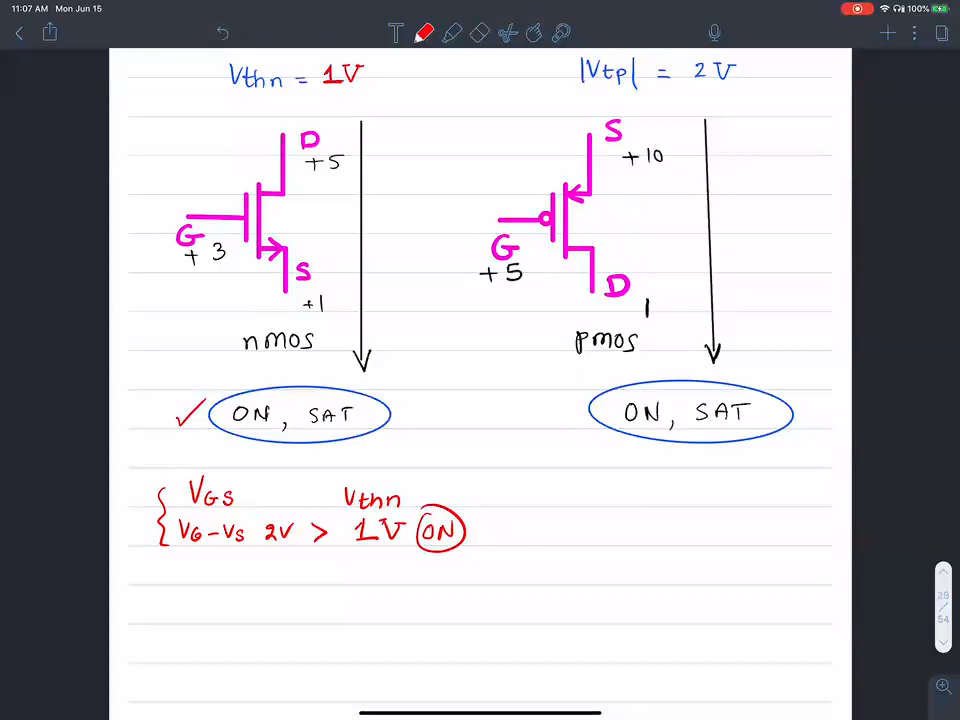 11:07 AM Mon Jun 15
100%
T
Vthn = 1V
|Vtp| = 2V
D
+5
S
+10
G
+3
G
+5
S
+1
D
1
nmos
pmos
✓ ON, SAT
ON, SAT
VGS Vthn
VG-VS 2V > 1V ON
29
/
54